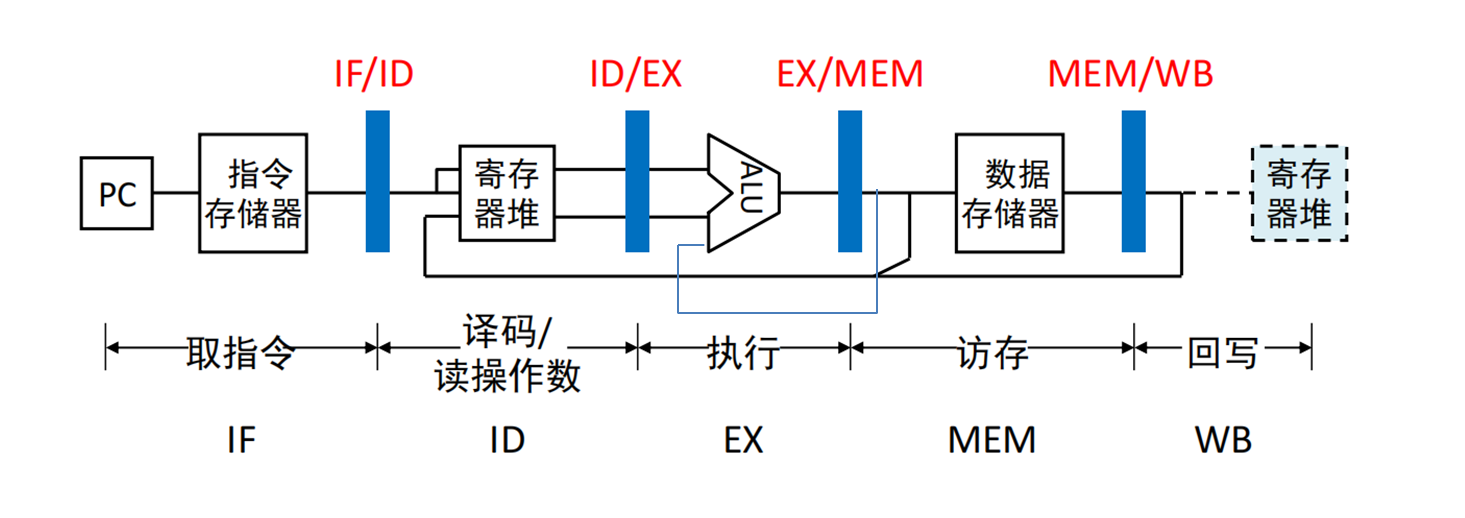 IF/ID
ID/EX
EX/MEM
MEM/WB
PC
指令
存储器
寄存
器堆
ALU
数据
存储器
寄存
器堆
取指令
译码/
读操作数
执行
访存
回写
IF
ID
EX
MEM
WB